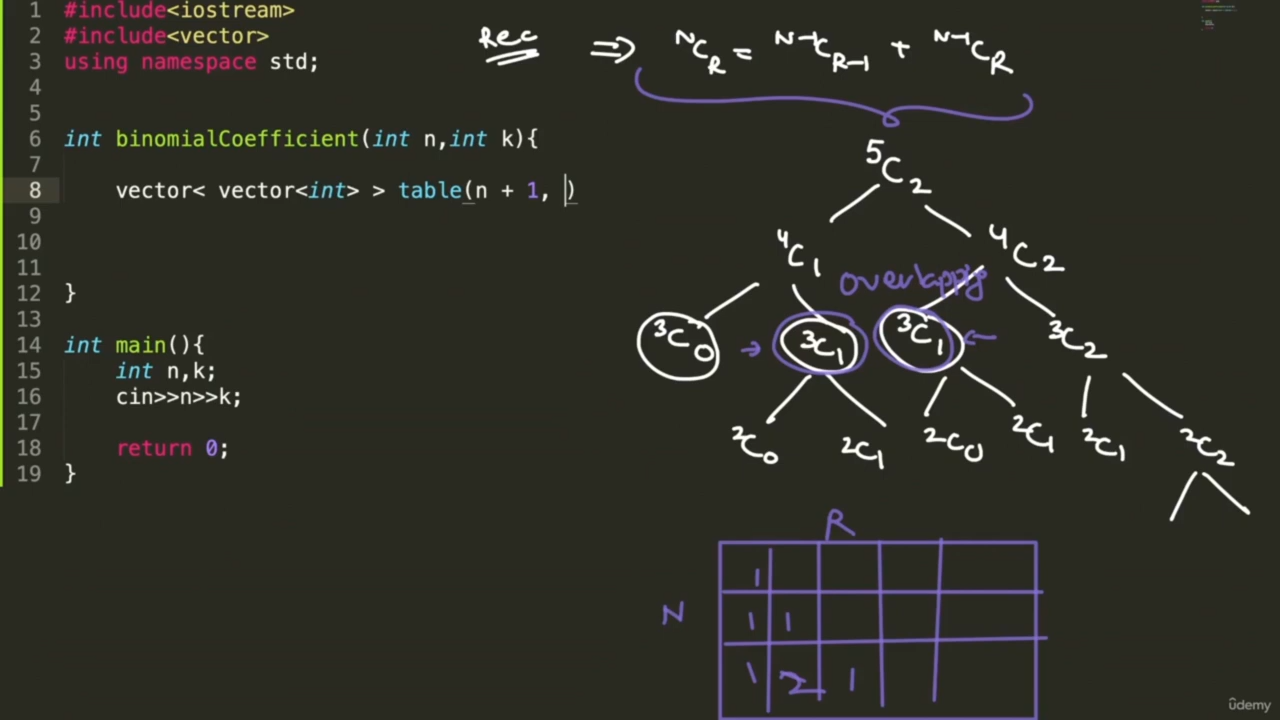 1 #include<iostream>
2 #include<vector>
3 using namespace std;
4
5
6 int binomialCoefficient(int n,int k){
7
8 vector< vector<int> > table(n + 1, )
9
10
11
12 }
13
14 int main(){
15 int n,k;
16 cin>>n>>k;
17
18 return 0;
19 }
Rec ⇒ ᴺCR = ᴺ⁻¹CR-1 + ᴺ⁻¹CR
⁵C₂
⁴C₁ ⁴C₂
overlapping
³C₀ → ³C₁ ³C₁ ← ³C₂
²C₀ ²C₁ ²C₀ ²C₁ ²C₁ ²C₂
R
1
N 1 1
1 2 1
ûdemy